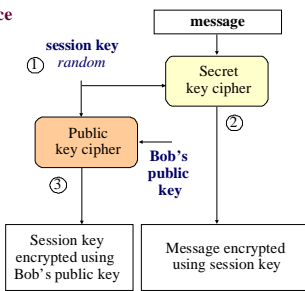 message
session key
random
①
Secret
key cipher
Public
key cipher
②
Bob's
public
key
③
Session key
encrypted using
Bob's public key
Message encrypted
using session key